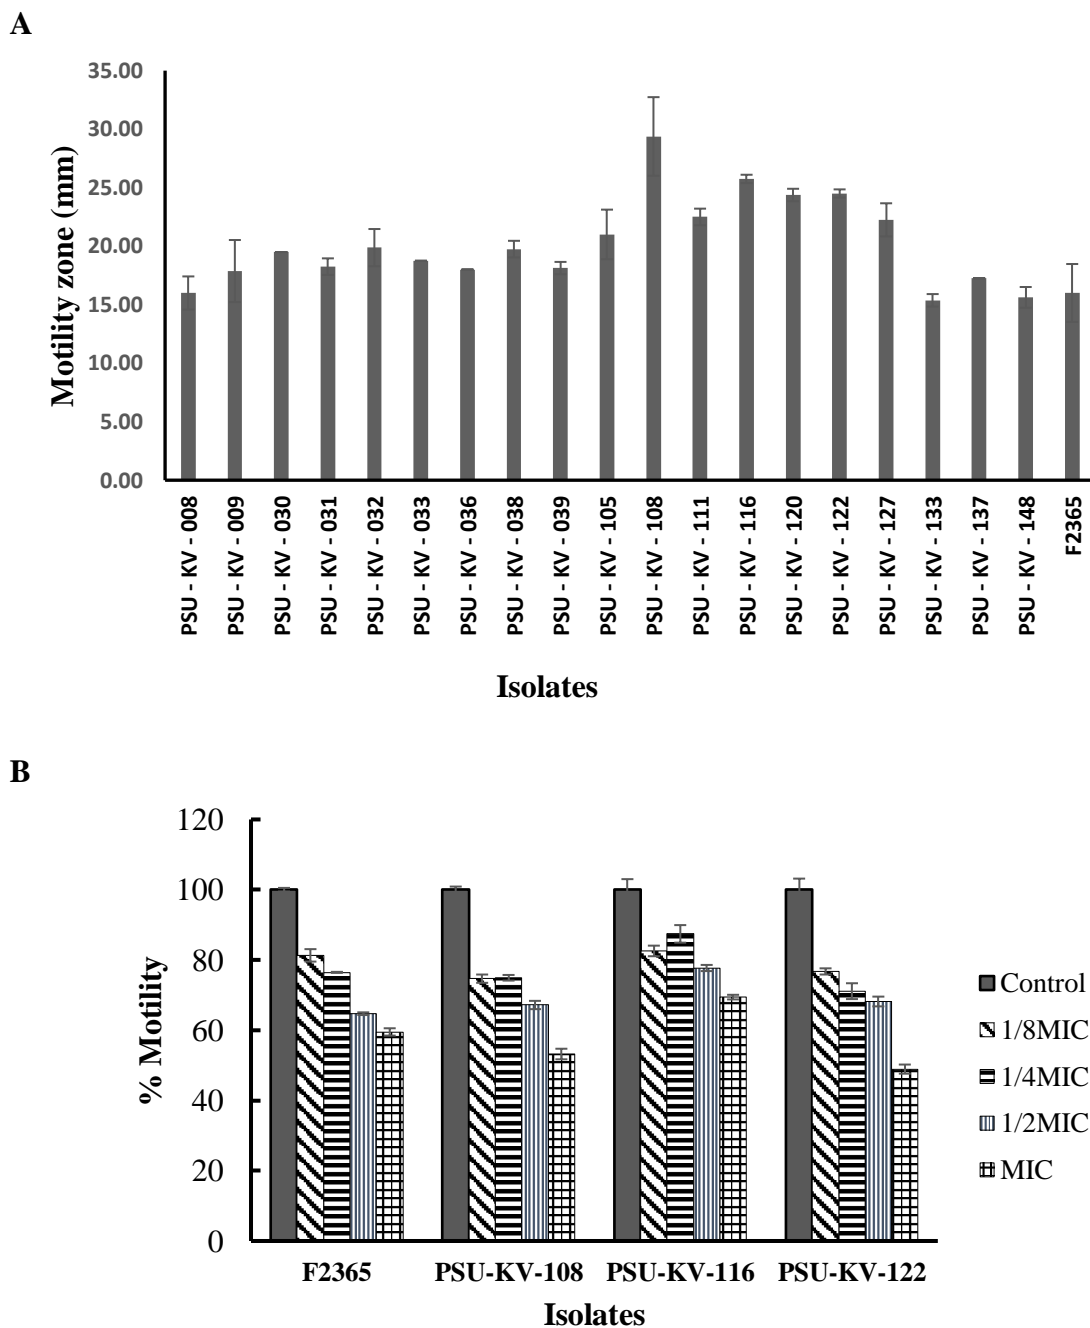 A
Motility zone (mm)
35.00
30.00
25.00
20.00
15.00
10.00
5.00
0.00
PSU - KV - 008
PSU - KV - 009
PSU - KV - 030
PSU - KV - 031
PSU - KV - 032
PSU - KV - 033
PSU - KV - 036
PSU - KV - 038
PSU - KV - 039
PSU - KV - 105
PSU - KV - 108
PSU - KV - 111
PSU - KV - 116
PSU - KV - 120
PSU - KV - 122
PSU - KV - 127
PSU - KV - 133
PSU - KV - 137
PSU - KV - 148
F2365
Isolates
B
% Motility
120
100
80
60
40
20
0
Control
1/8MIC
1/4MIC
1/2MIC
MIC
F2365
PSU-KV-108
PSU-KV-116
PSU-KV-122
Isolates